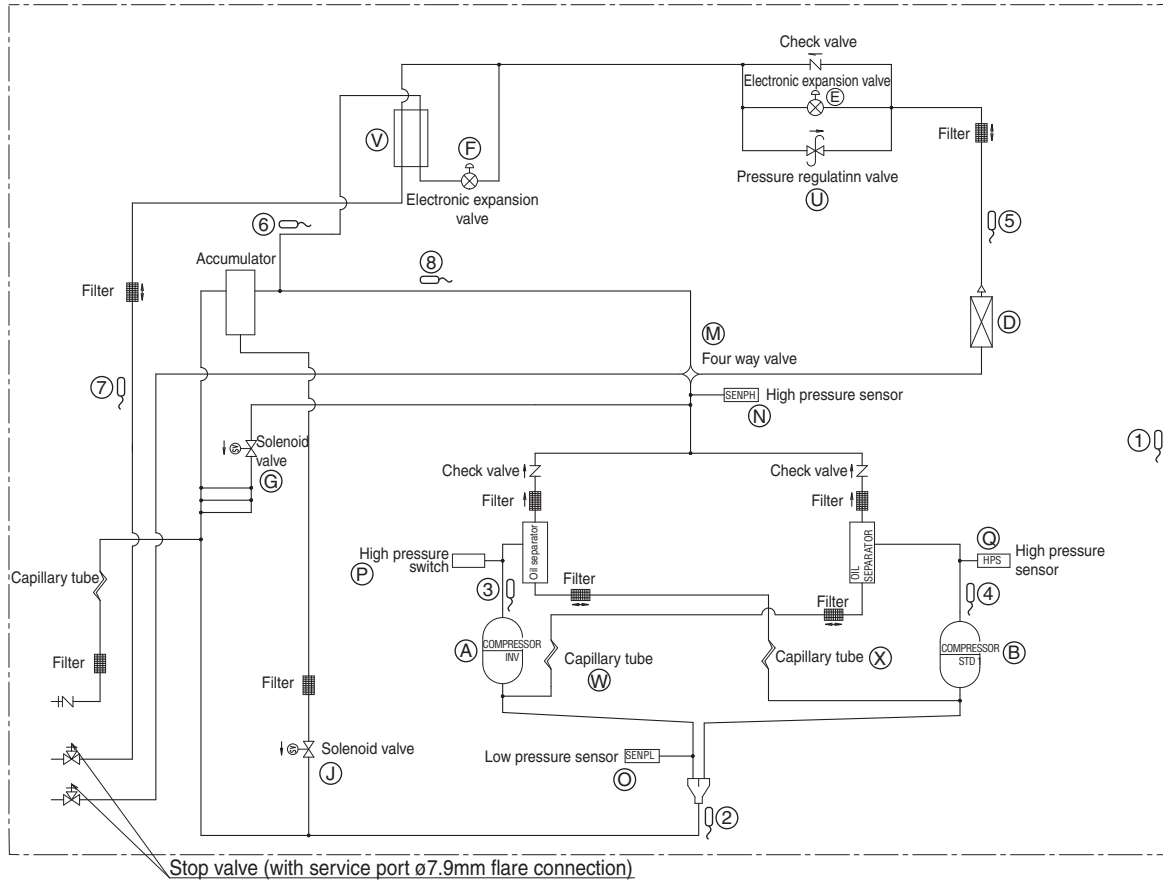 Check valve
Electronic expansion valve
E
Filter
Pressure regulatinn valve
U
V
F
Electronic expansion
valve
6
5
Accumulator
8
Filter
D
M
Four way valve
7
SENPH High pressure sensor
N
1
SV
Solenoid
valve
G
Check valve
Check valve
Filter
Filter
High pressure
switch
P
Oil separator
OIL
SEPARATOR
Q
HPS
High pressure
sensor
Capillary tube
3
Filter
Filter
4
A
COMPRESSOR
INV
Capillary tube
W
Capillary tube
X
COMPRESSOR
STD 1
B
Filter
Filter
SV
Solenoid valve
J
Low pressure sensor SENPL
O
2
Stop valve (with service port ø7.9mm flare connection)